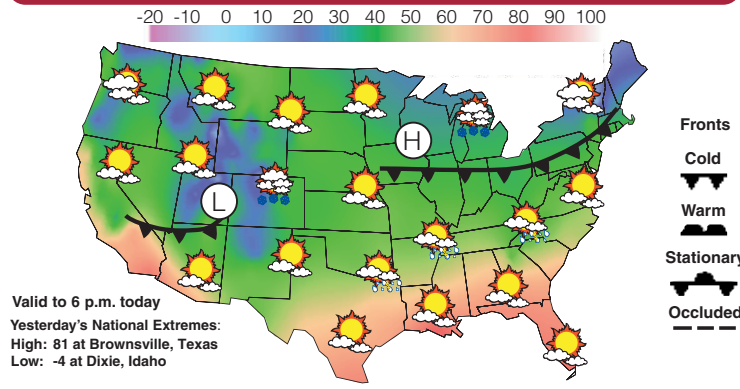 -20 -10 0 10 20 30 40 50 60 70 80 90 100
H
L
Fronts
Cold
Warm
Stationary
Occluded
Valid to 6 p.m. today
Yesterday's National Extremes:
High: 81 at Brownsville, Texas
Low: -4 at Dixie, Idaho